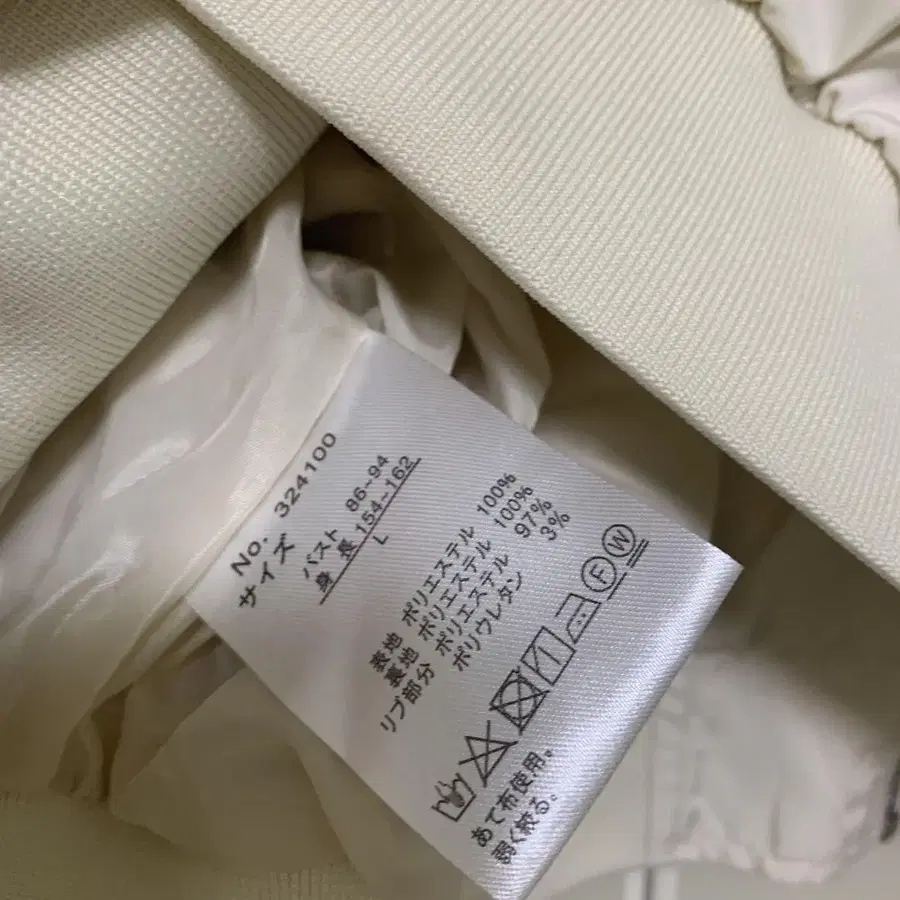 No. 324100
サイズ
バスト 86~94
身 長 154~162
L
表地 ポリエステル 100%
裏地 ポリエステル 100%
リブ部分 ポリエステル 97%
ポリウレタン 3%
F W
あて布使用。
弱く絞る。